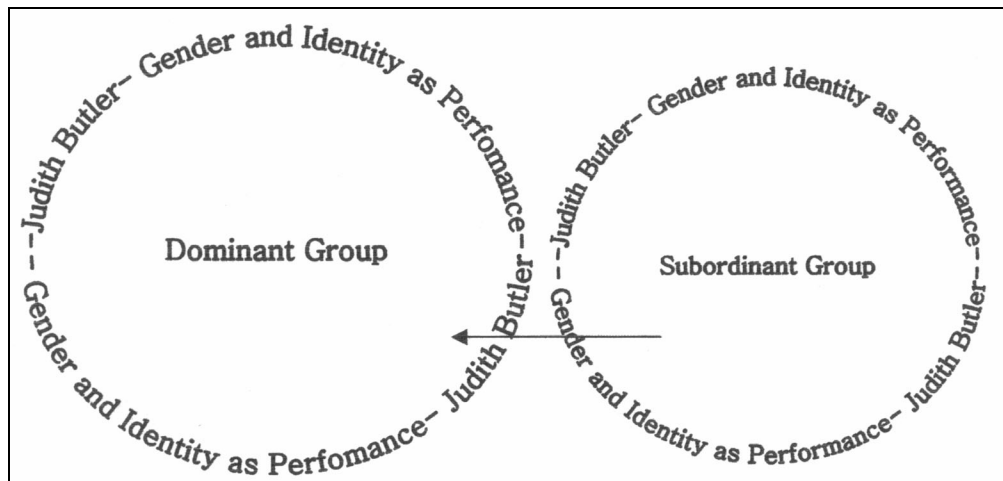 --Judith Butler- Gender and Identity as Perfomance-
-- Gender and Identity as Perfomance- Judith Butler-
Dominant Group
--Judith Butler- Gender and Identity as Performance-
-- Gender and Identity as Performance- Judith Butler-
Subordinant Group